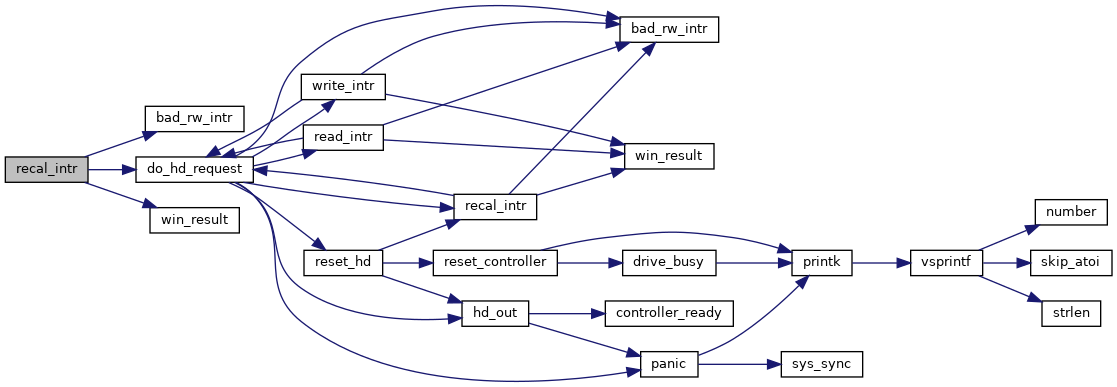 recal_intr
bad_rw_intr
do_hd_request
win_result
write_intr
read_intr
recal_intr
reset_hd
reset_controller
hd_out
bad_rw_intr
win_result
drive_busy
controller_ready
panic
printk
sys_sync
vsprintf
number
skip_atoi
strlen